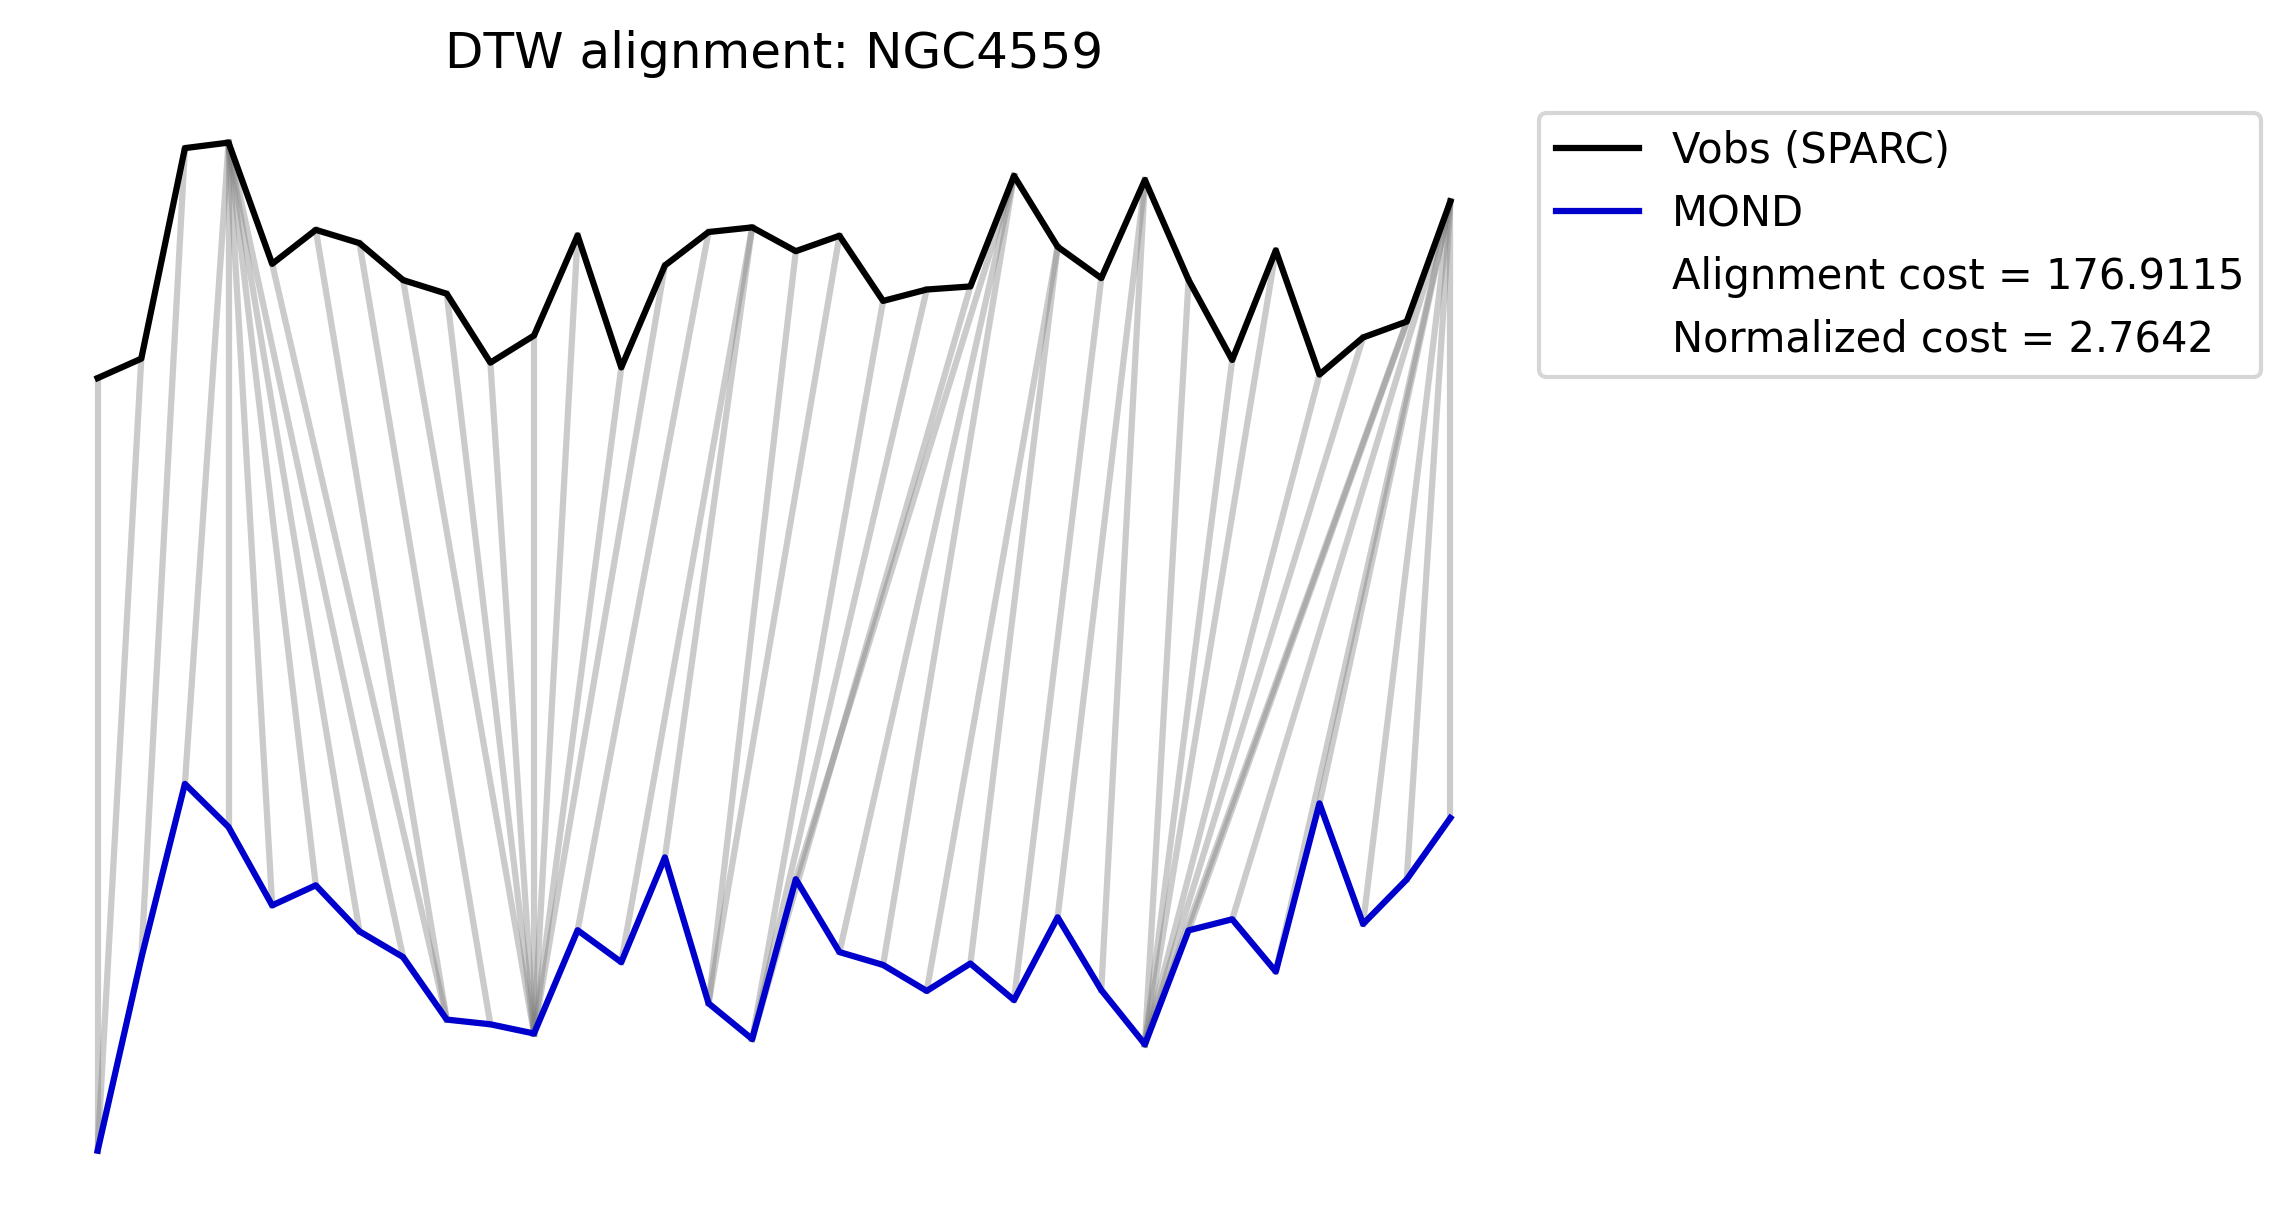 DTW alignment: NGC4559
Vobs (SPARC)
MOND
Alignment cost = 176.9115
Normalized cost = 2.7642